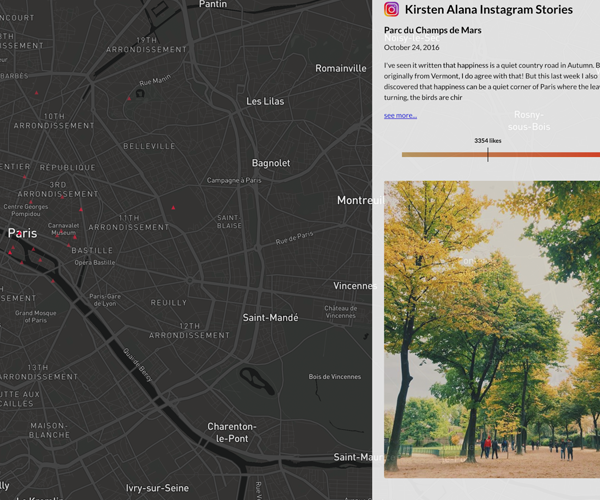 Pantin
NCOURT
19TH
ARRONDISSEMENT
SEMENT
BARBÈS
Rue Manin
Romainville
Les Lilas
10TH
ARRONDISSEMENT
BELLEVILLE
Bagnolet
ENTIER
RÉPUBLIQUE
Campagne à Paris
3RD
ARRONDISSEMENT
Montreuil
Centre Georges
Pompidou
Carnavalet
Museum
11TH
ARRONDISSEMENT
SAINT-
BLAISE
Paris
Rue de Paris
BASTILLE
Opéra Bastille
Vincennes
Paris-Gare
de Lyon
REUILLY
Château de
Vincennes
SEMENT
Grand Mosque
of Paris
Saint-Mandé
12TH
ARRONDISSEMENT
Quai de Bercy
13TH
ARRONDISSEMENT
Bois de Vincennes
UTTE AUX
CAILLES
MAISON-
BLANCHE
Charenton-
le-Pont
Saint-Maur
Ivry-sur-Seine
Kirsten Alana Instagram Stories
Parc du Champs de Mars
October 24, 2016
I've seen it written that happiness is a quiet country road in Autumn. B
originally from Vermont, I do agree with that! But this last week I also
discovered that happiness can be a quiet corner of Paris where the lea
turning, the birds are chir
see more...
Rosny-
sous-Bois
3354 likes